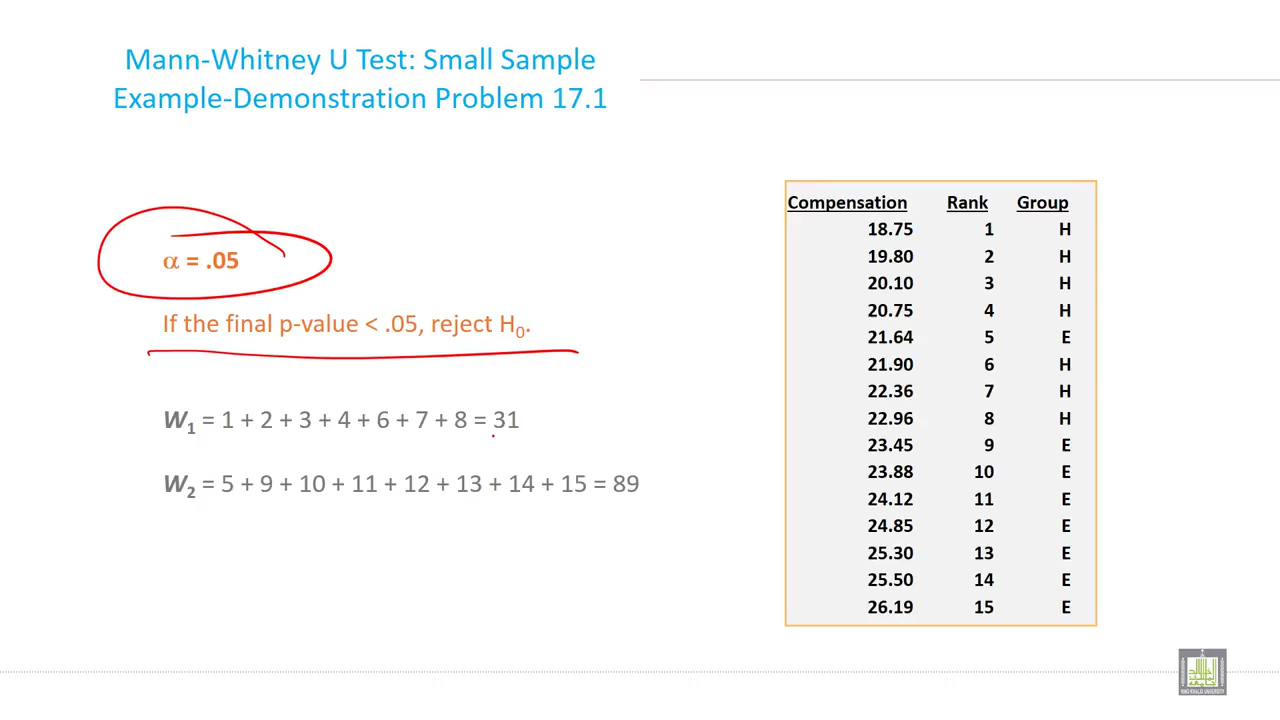 Mann-Whitney U Test: Small Sample
Example-Demonstration Problem 17.1
α = .05
If the final p-value < .05, reject H₀.
W₁ = 1 + 2 + 3 + 4 + 6 + 7 + 8 = 31
W₂ = 5 + 9 + 10 + 11 + 12 + 13 + 14 + 15 = 89
Compensation Rank Group
18.75 1 H
19.80 2 H
20.10 3 H
20.75 4 H
21.64 5 E
21.90 6 H
22.36 7 H
22.96 8 H
23.45 9 E
23.88 10 E
24.12 11 E
24.85 12 E
25.30 13 E
25.50 14 E
26.19 15 E
KING KHALID UNIVERSITY